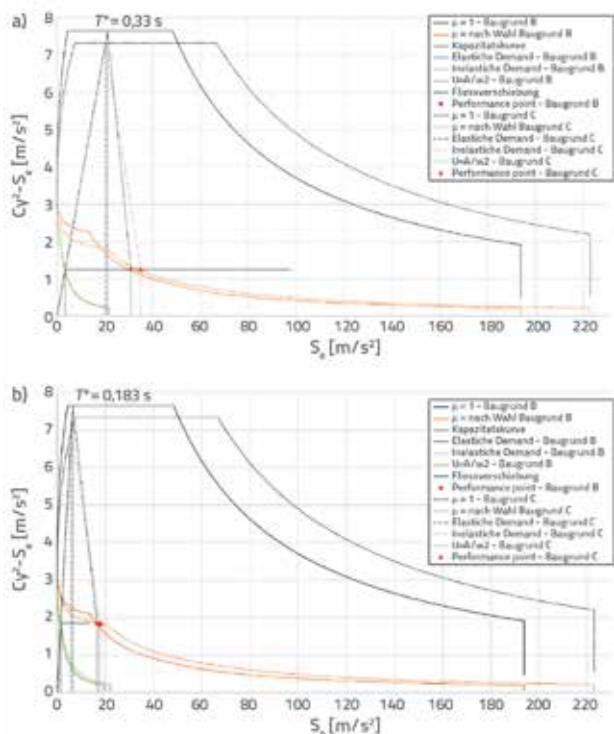 a)
T* = 0,33
Cy²-Sₑ [m/s²]
8
7
6
5
4
3
2
1
0
0 20 40 60 80 100 120 140 160 180 200 220
Sₑ [m/s²]
μ = 1 - Baugrund B
μ = nach Wahl Baugrund B
Kapazitätskurve
Elastiche Demand - Baugrund B
Inelastiche Demand - Baugrund B
UnA/w2 - Baugrund B
Fliessverschiebung
Performance point - Baugrund B
μ = 1 - Baugrund C
μ = nach Wahl Baugrund C
Elastiche Demand - Baugrund C
Inelastiche Demand - Baugrund C
UnA/w2 - Baugrund C
Performance point - Baugrund C
b)
T* = 0,183 s
Cy²-Sₑ [m/s²]
8
7
6
5
4
3
2
1
0
0 20 40 60 80 100 120 140 160 180 200 220
Sₑ [m/s²]
μ = 1 - Baugrund B
μ = nach Wahl Baugrund B
Kapazitätskurve
Elastiche Demand - Baugrund B
Inelastiche Demand - Baugrund B
UnA/w2 - Baugrund B
Fliessverschiebung
Performance point - Baugrund B
μ = 1 - Baugrund C
μ = nach Wahl Baugrund C
Elastiche Demand - Baugrund C
Inelastiche Demand - Baugrund C
UnA/w2 - Baugrund C
Performance point - Baugrund C